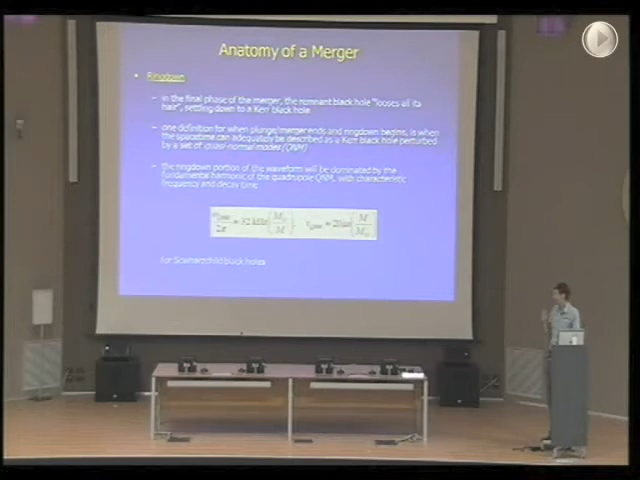 Anatomy of a Merger
• Ringdown
– in the final phase of the merger, the remnant black hole "looses all its
hair", settling down to a Kerr black hole
– one definition for when plunge/merger ends and ringdown begins, is when
the spacetime can adequately be described as a Kerr black hole perturbed
by a set of quasi-normal modes (QNM)
– the ringdown portion of the waveform will be dominated by the
fundamental harmonic of the quadrupole QNM, with characteristic
frequency and decay time
for Scwharzchild black holes